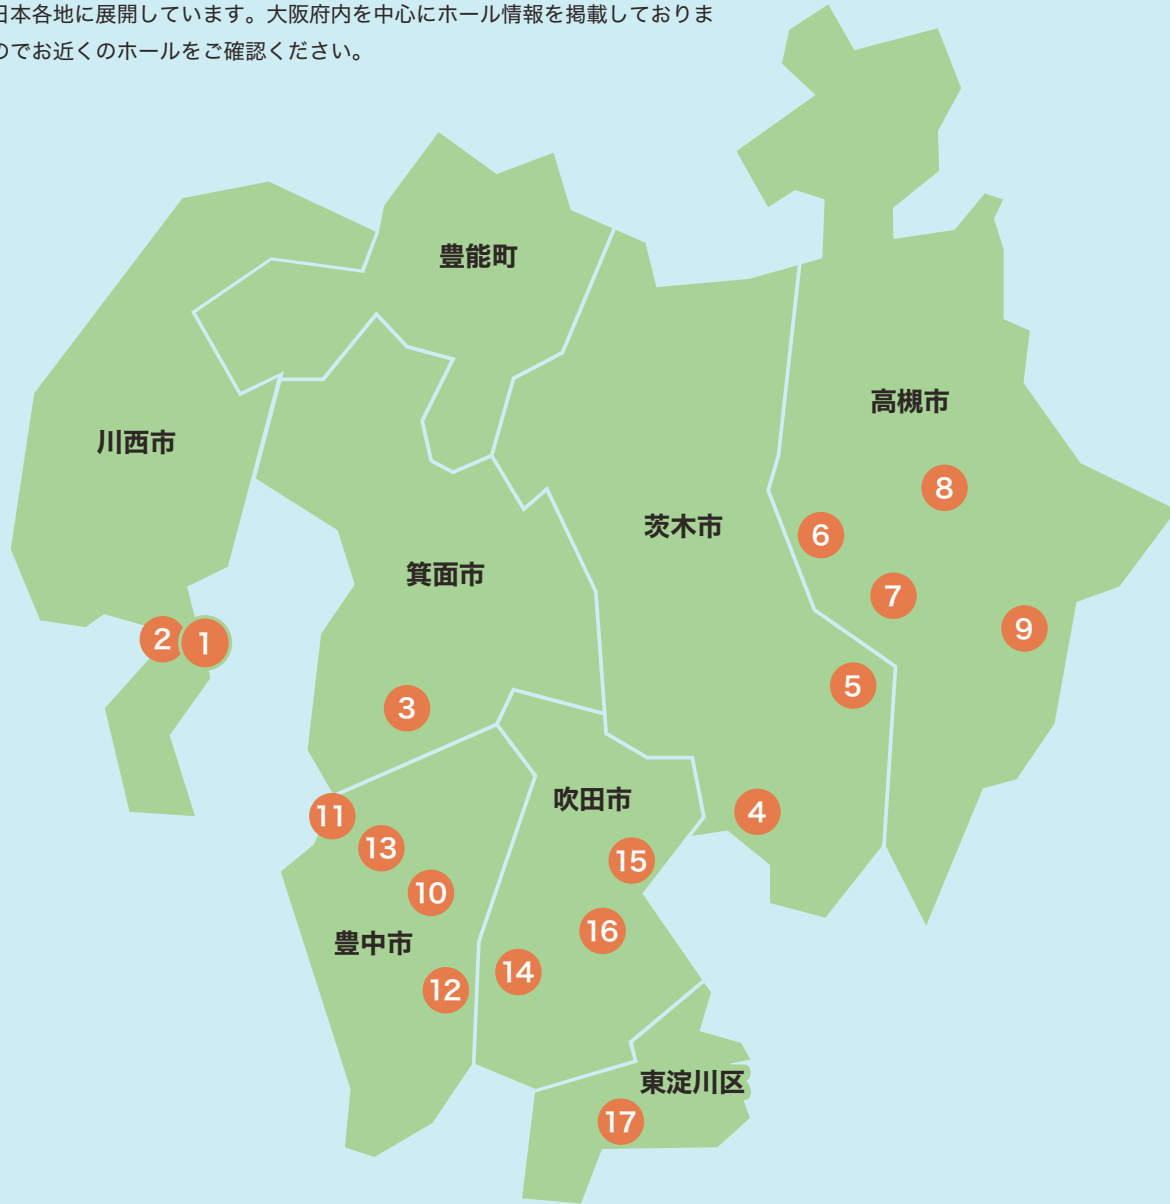 日本各地に展開しています。大阪府内を中心にホール情報を掲載しておりま
のでお近くのホールをご確認ください。
豊能町
高槻市
川西市
8
茨木市
6
箕面市
7
9
2
1
5
3
吹田市
4
11
13
15
10
16
豊中市
14
12
東淀川区
17